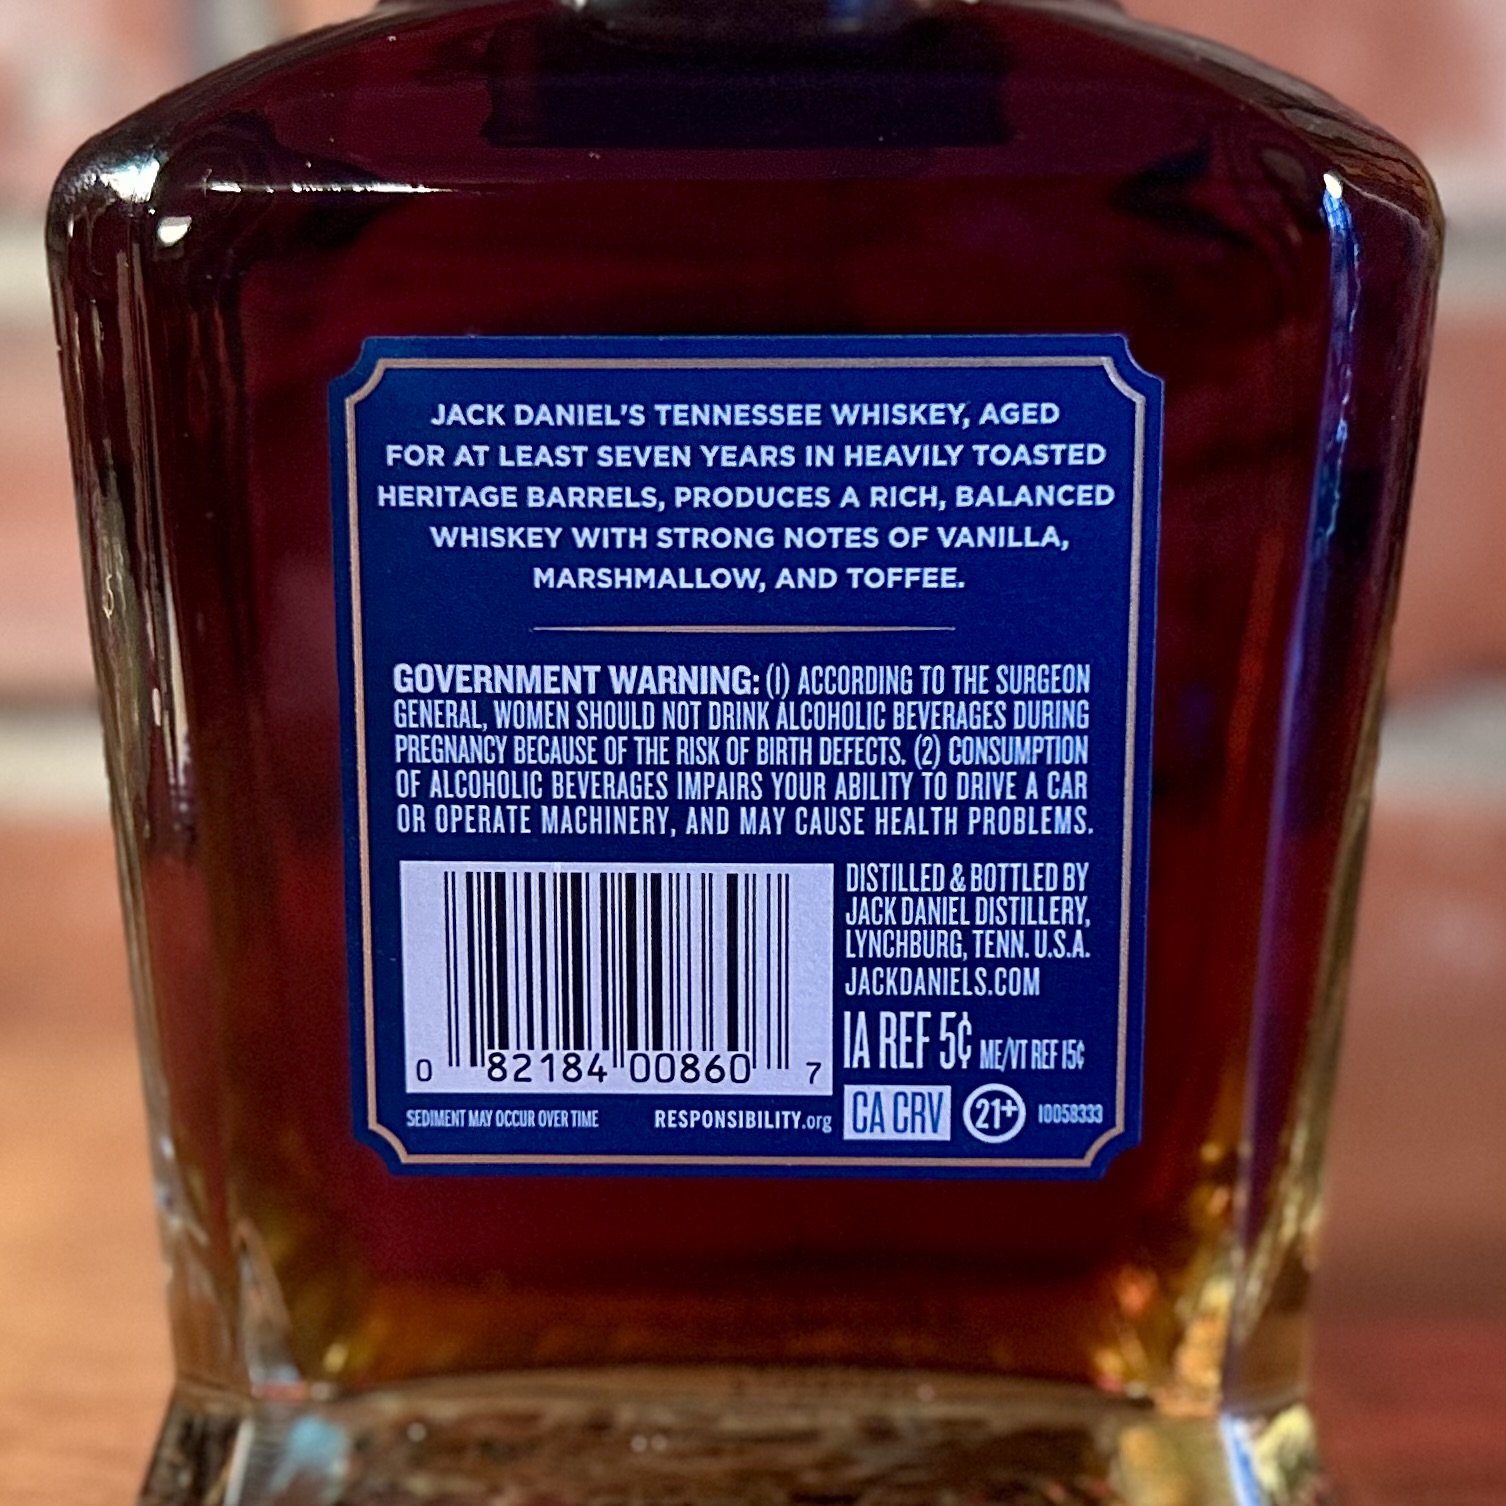 JACK DANIEL'S TENNESSEE WHISKEY, AGED
FOR AT LEAST SEVEN YEARS IN HEAVILY TOASTED
HERITAGE BARRELS, PRODUCES A RICH, BALANCED
WHISKEY WITH STRONG NOTES OF VANILLA,
MARSHMALLOW, AND TOFFEE.
GOVERNMENT WARNING: (1) ACCORDING TO THE SURGEON
GENERAL, WOMEN SHOULD NOT DRINK ALCOHOLIC BEVERAGES DURING
PREGNANCY BECAUSE OF THE RISK OF BIRTH DEFECTS. (2) CONSUMPTION
OF ALCOHOLIC BEVERAGES IMPAIRS YOUR ABILITY TO DRIVE A CAR
OR OPERATE MACHINERY, AND MAY CAUSE HEALTH PROBLEMS.
0 82184 00860 7
SEDIMENT MAY OCCUR OVER TIME
RESPONSIBILITY.org
DISTILLED & BOTTLED BY
JACK DANIEL DISTILLERY,
LYNCHBURG, TENN. U.S.A.
JACKDANIELS.COM
IA REF 5¢ ME/VT REF 15¢
CA CRV 21+ 10058333